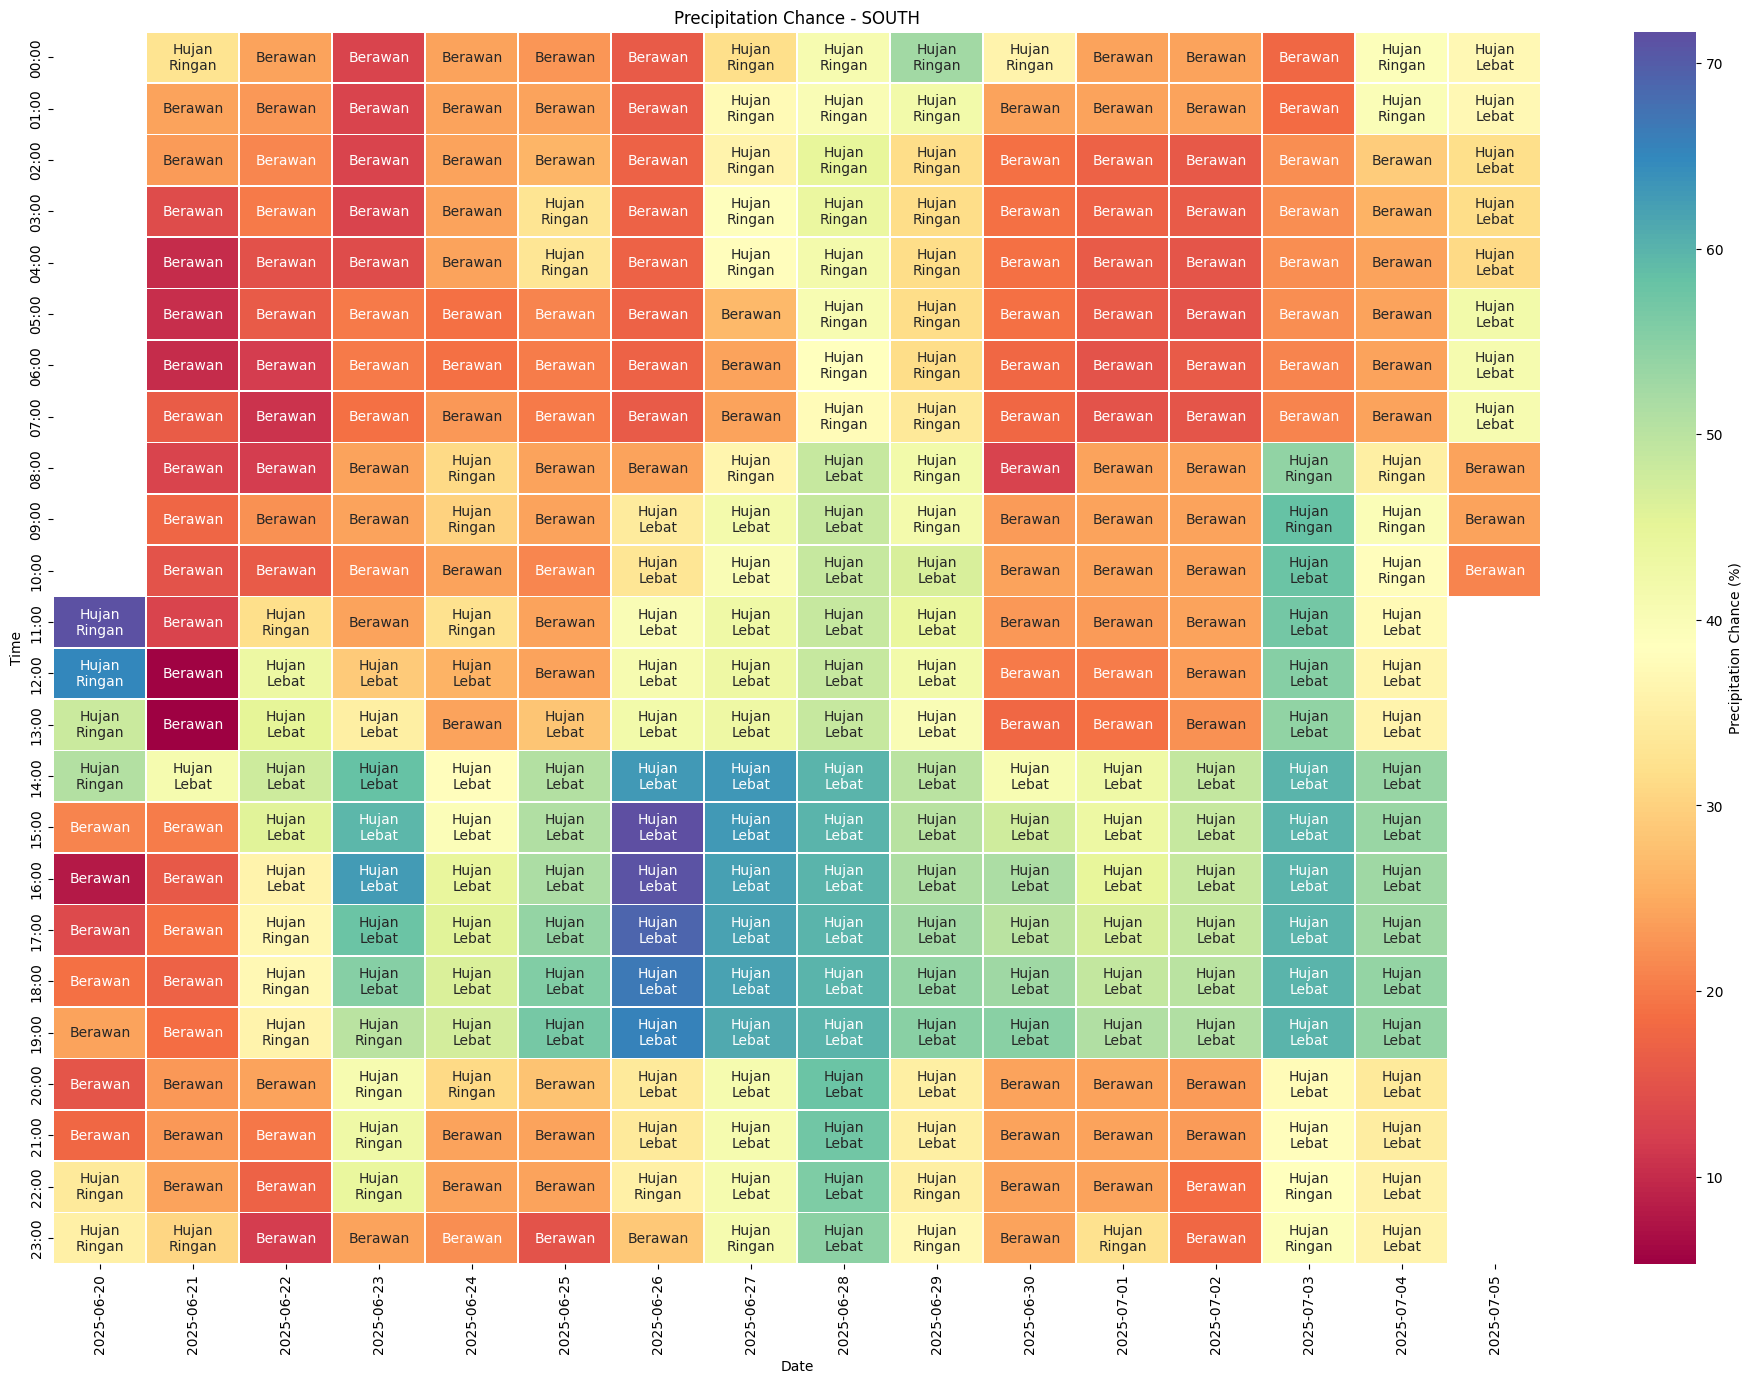 Precipitation Chance - SOUTH
00:00 Hujan Ringan Berawan Berawan Berawan Berawan Berawan Hujan Ringan Hujan Ringan Hujan Ringan Hujan Ringan Berawan Berawan Berawan Hujan Ringan Hujan Lebat
01:00 Berawan Berawan Berawan Berawan Berawan Berawan Hujan Ringan Hujan Ringan Hujan Ringan Berawan Berawan Berawan Berawan Hujan Ringan Hujan Lebat
02:00 Berawan Berawan Berawan Berawan Berawan Berawan Hujan Ringan Hujan Ringan Hujan Ringan Berawan Berawan Berawan Berawan Berawan Hujan Lebat
03:00 Berawan Berawan Berawan Berawan Hujan Ringan Berawan Hujan Ringan Hujan Ringan Hujan Ringan Berawan Berawan Berawan Berawan Berawan Hujan Lebat
04:00 Berawan Berawan Berawan Berawan Hujan Ringan Berawan Hujan Ringan Hujan Ringan Hujan Ringan Berawan Berawan Berawan Berawan Berawan Hujan Lebat
05:00 Berawan Berawan Berawan Berawan Berawan Berawan Berawan Hujan Ringan Hujan Ringan Berawan Berawan Berawan Berawan Berawan Hujan Lebat
06:00 Berawan Berawan Berawan Berawan Berawan Berawan Berawan Hujan Ringan Hujan Ringan Berawan Berawan Berawan Berawan Berawan Hujan Lebat
07:00 Berawan Berawan Berawan Berawan Berawan Berawan Berawan Hujan Ringan Hujan Ringan Berawan Berawan Berawan Berawan Berawan Hujan Lebat
08:00 Berawan Berawan Berawan Hujan Ringan Berawan Berawan Hujan Ringan Hujan Lebat Hujan Ringan Berawan Berawan Berawan Hujan Ringan Hujan Ringan Berawan
09:00 Berawan Berawan Berawan Hujan Ringan Berawan Hujan Lebat Hujan Lebat Hujan Lebat Hujan Ringan Berawan Berawan Berawan Hujan Ringan Hujan Ringan Berawan
10:00 Berawan Berawan Berawan Berawan Berawan Hujan Lebat Hujan Lebat Hujan Lebat Hujan Lebat Berawan Berawan Berawan Hujan Lebat Hujan Ringan Berawan
11:00 Hujan Ringan Berawan Hujan Ringan Berawan Hujan Ringan Berawan Hujan Lebat Hujan Lebat Hujan Lebat Hujan Lebat Berawan Berawan Berawan Hujan Lebat Hujan Lebat
12:00 Hujan Ringan Berawan Hujan Lebat Hujan Lebat Hujan Lebat Berawan Hujan Lebat Hujan Lebat Hujan Lebat Hujan Lebat Berawan Berawan Berawan Hujan Lebat Hujan Lebat
13:00 Hujan Ringan Berawan Hujan Lebat Hujan Lebat Berawan Hujan Lebat Hujan Lebat Hujan Lebat Hujan Lebat Hujan Lebat Berawan Berawan Berawan Hujan Lebat Hujan Lebat
14:00 Hujan Ringan Hujan Lebat Hujan Lebat Hujan Lebat Hujan Lebat Hujan Lebat Hujan Lebat Hujan Lebat Hujan Lebat Hujan Lebat Hujan Lebat Hujan Lebat Hujan Lebat Hujan Lebat Hujan Lebat
15:00 Berawan Berawan Hujan Lebat Hujan Lebat Hujan Lebat Hujan Lebat Hujan Lebat Hujan Lebat Hujan Lebat Hujan Lebat Hujan Lebat Hujan Lebat Hujan Lebat Hujan Lebat Hujan Lebat
16:00 Berawan Berawan Hujan Lebat Hujan Lebat Hujan Lebat Hujan Lebat Hujan Lebat Hujan Lebat Hujan Lebat Hujan Lebat Hujan Lebat Hujan Lebat Hujan Lebat Hujan Lebat Hujan Lebat
17:00 Berawan Berawan Hujan Ringan Hujan Lebat Hujan Lebat Hujan Lebat Hujan Lebat Hujan Lebat Hujan Lebat Hujan Lebat Hujan Lebat Hujan Lebat Hujan Lebat Hujan Lebat Hujan Lebat
18:00 Berawan Berawan Hujan Ringan Hujan Lebat Hujan Lebat Hujan Lebat Hujan Lebat Hujan Lebat Hujan Lebat Hujan Lebat Hujan Lebat Hujan Lebat Hujan Lebat Hujan Lebat Hujan Lebat
19:00 Berawan Berawan Hujan Ringan Hujan Ringan Hujan Lebat Hujan Lebat Hujan Lebat Hujan Lebat Hujan Lebat Hujan Lebat Hujan Lebat Hujan Lebat Hujan Lebat Hujan Lebat Hujan Lebat
20:00 Berawan Berawan Berawan Hujan Ringan Hujan Ringan Berawan Hujan Lebat Hujan Lebat Hujan Lebat Hujan Lebat Berawan Berawan Berawan Hujan Lebat Hujan Lebat
21:00 Berawan Berawan Berawan Hujan Ringan Berawan Berawan Hujan Lebat Hujan Lebat Hujan Lebat Hujan Lebat Berawan Berawan Berawan Hujan Lebat Hujan Lebat
22:00 Hujan Ringan Berawan Berawan Hujan Ringan Berawan Berawan Hujan Ringan Hujan Lebat Hujan Lebat Hujan Ringan Berawan Berawan Berawan Hujan Ringan Hujan Lebat
23:00 Hujan Ringan Hujan Ringan Berawan Berawan Berawan Berawan Berawan Hujan Ringan Hujan Lebat Hujan Ringan Berawan Hujan Ringan Berawan Hujan Ringan Hujan Lebat
Time
2025-06-20 2025-06-21 2025-06-22 2025-06-23 2025-06-24 2025-06-25 2025-06-26 2025-06-27 2025-06-28 2025-06-29 2025-06-30 2025-07-01 2025-07-02 2025-07-03 2025-07-04 2025-07-05
Date
70
60
50
40
30
20
10
Precipitation Chance (%)